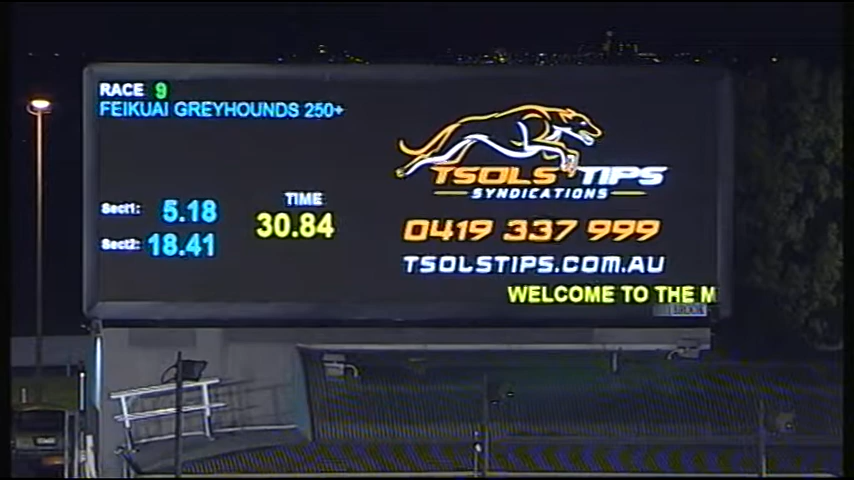 RACE 9
FEIKUAI GREYHOUNDS 250+
Sect1: 5.18
Sect2: 18.41
TIME
30.84
TSOLS TIPS
SYNDICATIONS
0419 337 999
TSOLSTIPS.COM.AU
WELCOME TO THE M